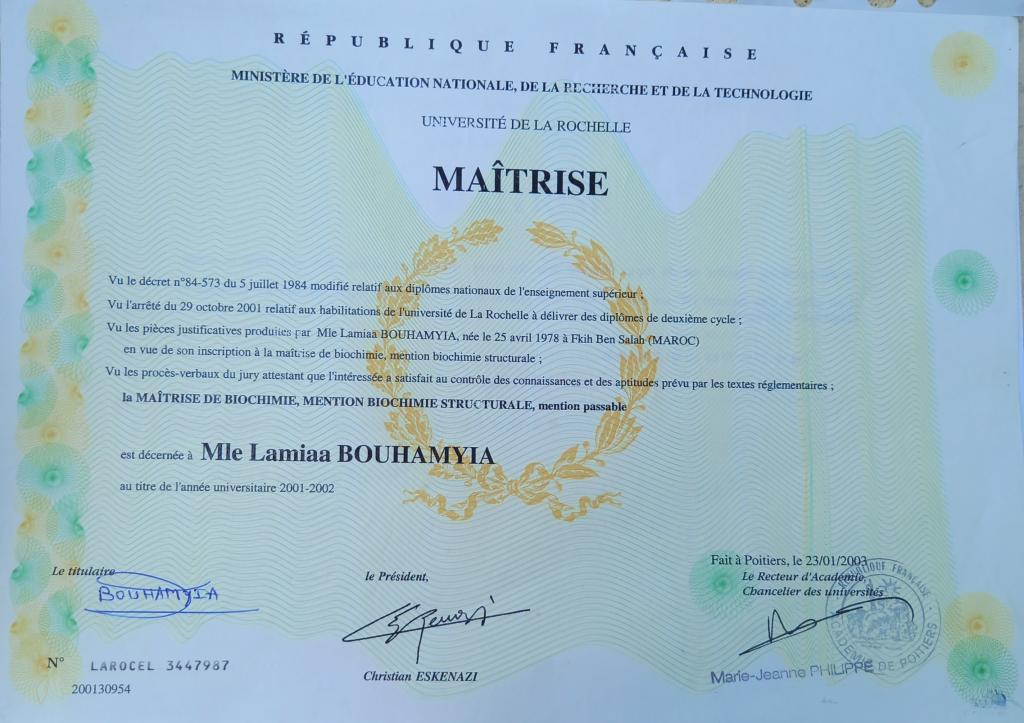 RÉPUBLIQUE FRANÇAISE
MINISTÈRE DE L'ÉDUCATION NATIONALE, DE LA RECHERCHE ET DE LA TECHNOLOGIE
UNIVERSITÉ DE LA ROCHELLE
MAÎTRISE
Vu le décret n°84-573 du 5 juillet 1984 modifié relatif aux diplômes nationaux de l'enseignement supérieur ;
Vu l'arrêté du 29 octobre 2001 relatif aux habilitations de l'université de La Rochelle à délivrer des diplômes de deuxième cycle ;
Vu les pièces justificatives produites par Mle Lamiaa BOUHAMYIA, née le 25 avril 1978 à Fkih Ben Salah (MAROC)
en vue de son inscription à la maîtrise de biochimie, mention biochimie structurale ;
Vu les procès-verbaux du jury attestant que l'intéressée a satisfait au contrôle des connaissances et des aptitudes prévu par les textes réglementaires ;
la MAÎTRISE DE BIOCHIMIE, MENTION BIOCHIMIE STRUCTURALE, mention passable
est décernée à Mle Lamiaa BOUHAMYIA
au titre de l'année universitaire 2001-2002
Fait à Poitiers, le 23/01/2003
Le titulaire
le Président,
Le Recteur d'Académie,
Chancelier des universités
BOUHAMYIA
RÉPUBLIQUE FRANÇAISE
ACADÉMIE DE POITIERS
N° LAROCEL 3447987
Christian ESKENAZI
Marie-Jeanne PHILIPPE
200130954